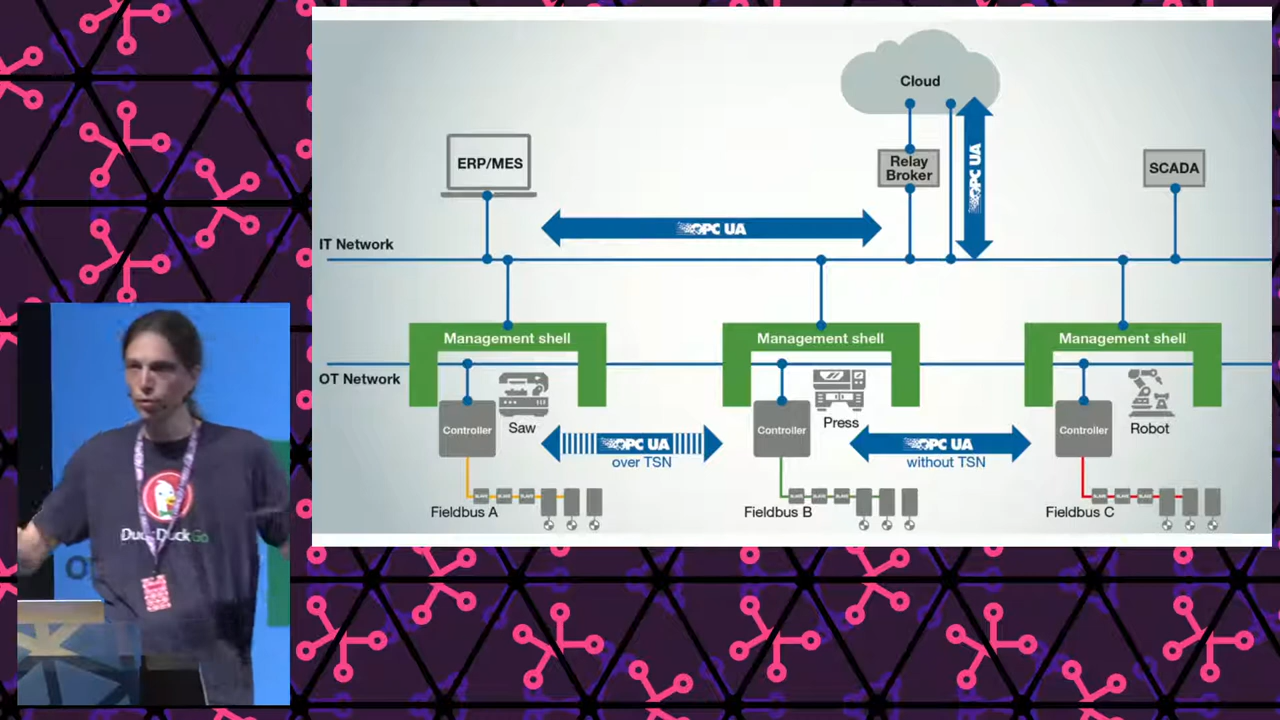 Cloud
ERP/MES
Relay
Broker
SCADA
OPC UA
OPC UA
IT Network
Management shell
Management shell
Management shell
OT Network
Controller
Saw
Controller
Press
Controller
Robot
OPC UA
over TSN
OPC UA
without TSN
Fieldbus A
Fieldbus B
Fieldbus C
DuckDuckGo